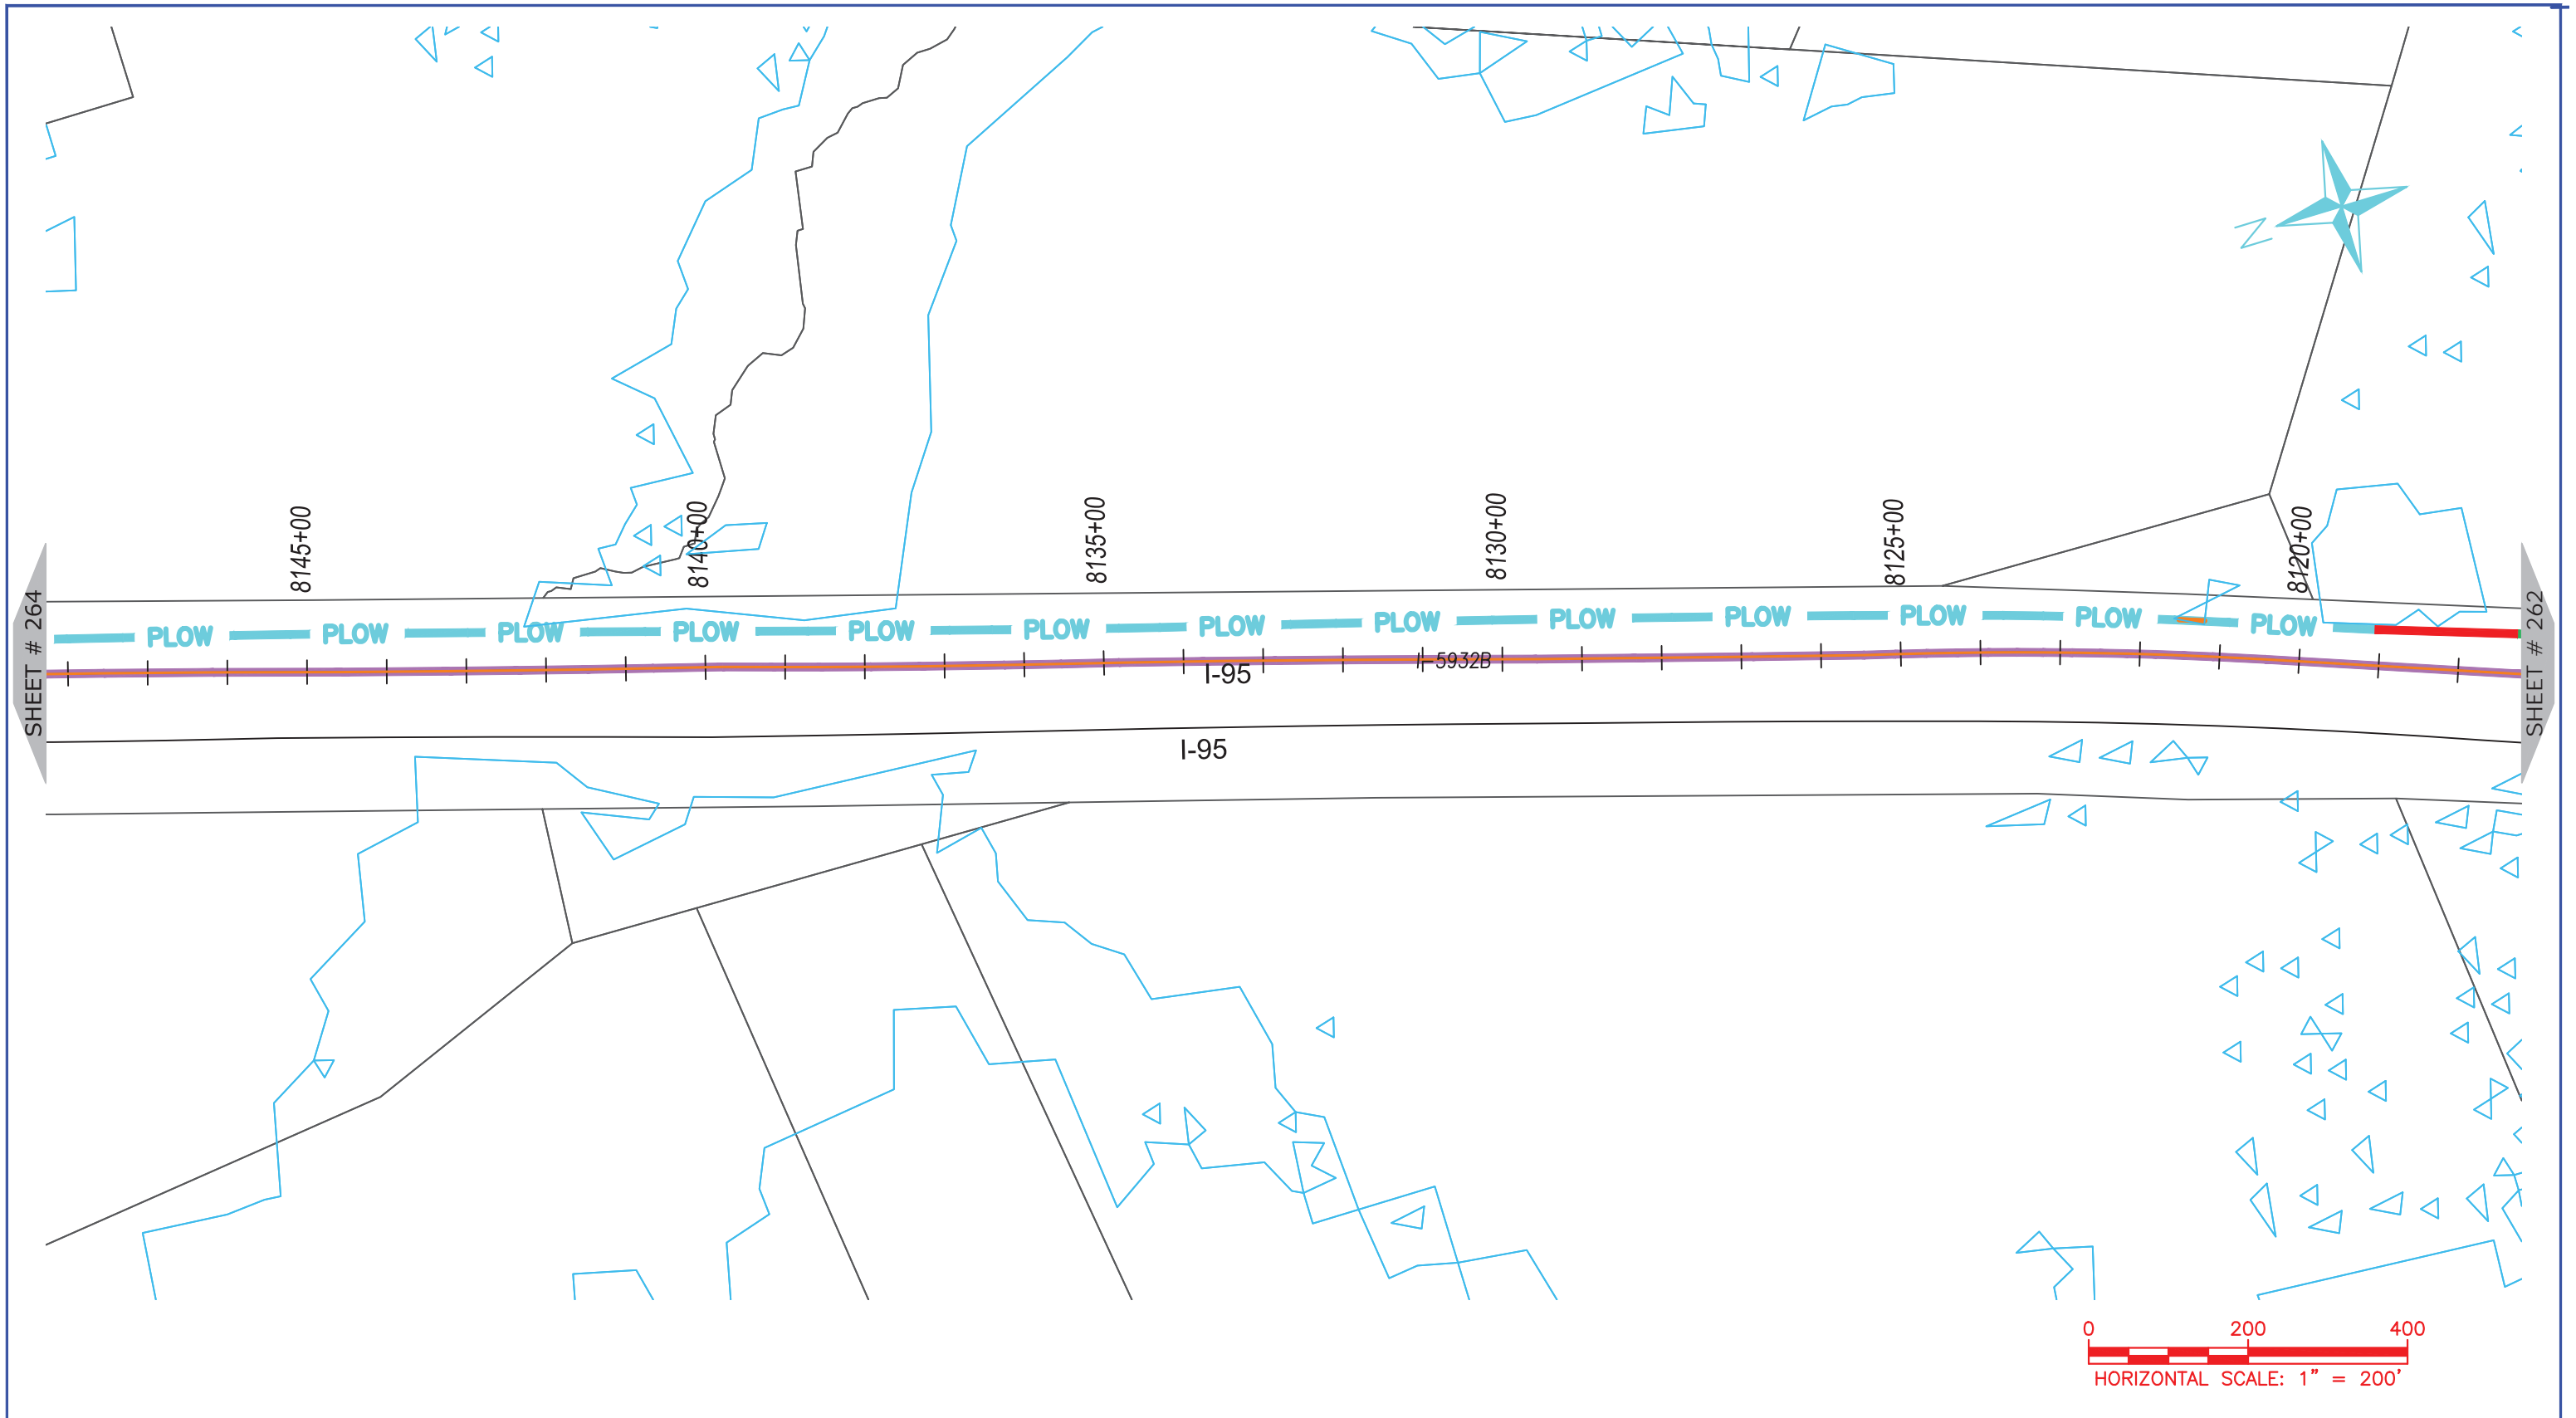 N
8145+00
8140+00
8135+00
8130+00
8125+00
8120+00
SHEET # 264
PLOW PLOW PLOW PLOW PLOW PLOW PLOW PLOW PLOW PLOW PLOW PLOW PLOW
SHEET # 262
I-5932B
I-95
I-95
0 200 400
HORIZONTAL SCALE: 1" = 200'